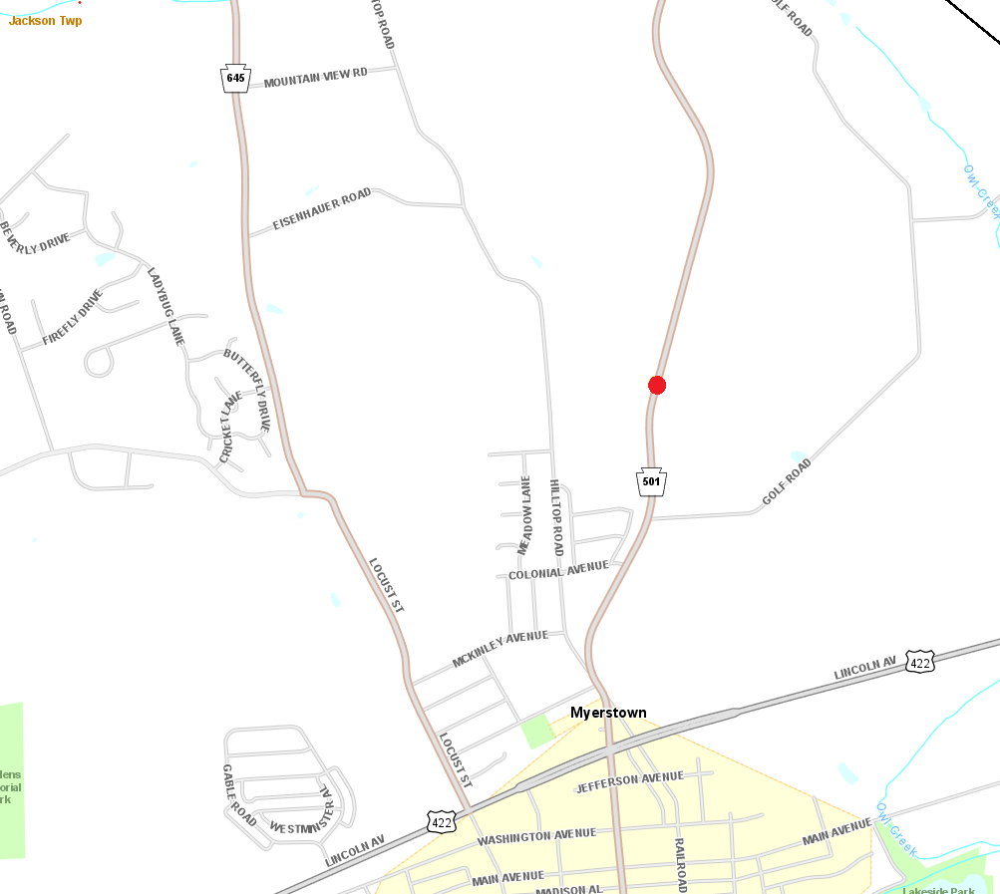 Jackson Twp
TOP ROAD
OLF ROAD
645
MOUNTAIN VIEW RD
Owl Creek
EISENHAUER ROAD
BEVERLY DRIVE
LADYBUG LANE
FIREFLY DRIVE
ROAD
BUTTERFLY DRIVE
CRICKET LANE
501
GOLF ROAD
MEADOW LANE
HILLTOP ROAD
COLONIAL AVENUE
LOCUST ST
MCKINLEY AVENUE
LINCOLN AV
422
Myerstown
LOCUST ST
JEFFERSON AVENUE
GABLE ROAD
WESTMINSTER AL
lens
orial
rk
422
LINCOLN AV
WASHINGTON AVENUE
MAIN AVENUE
Owl Creek
RAILROAD
MAIN AVENUE
MADISON AL
Lakeside Park